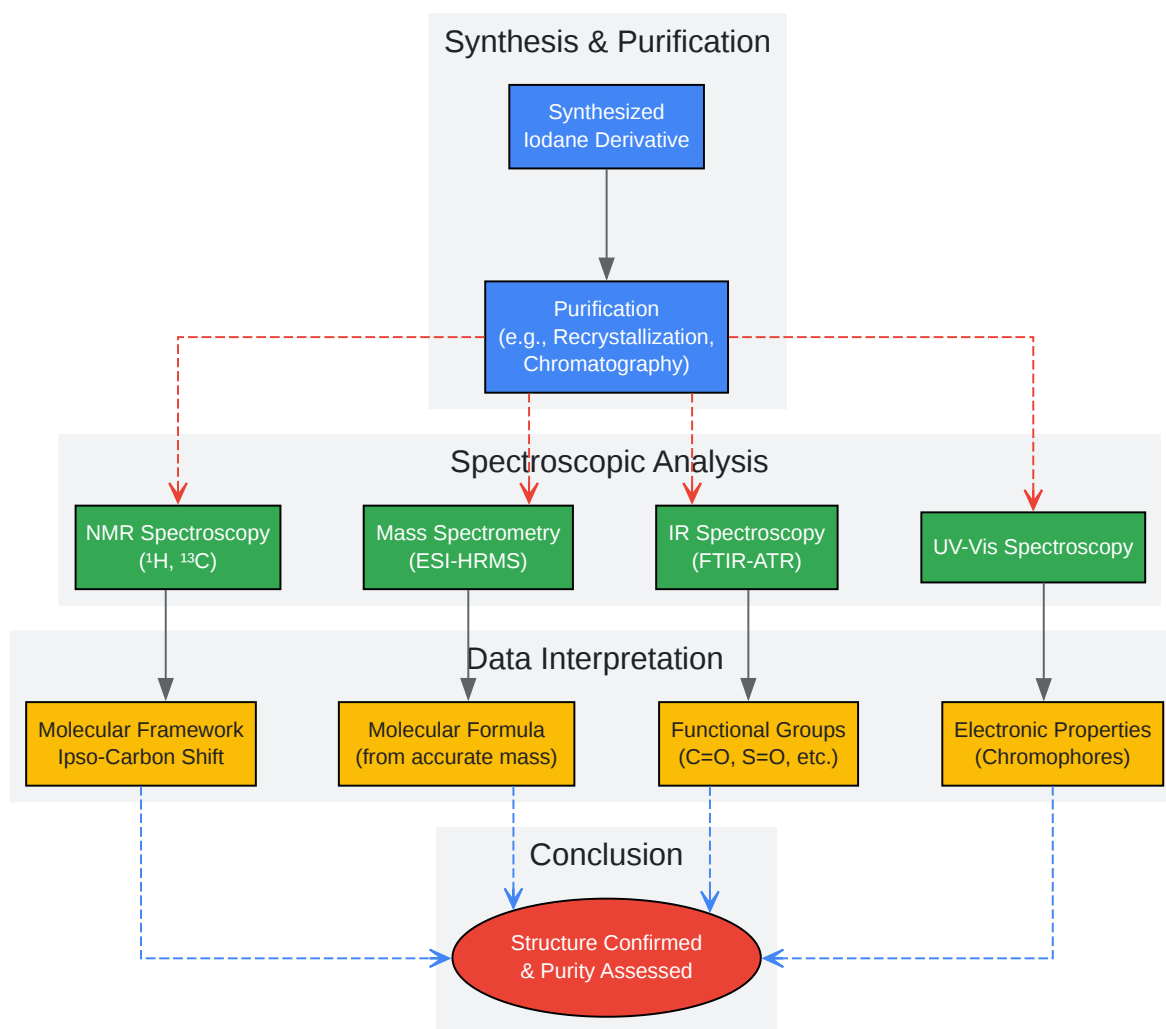 Synthesis & Purification
Synthesized
Iodane Derivative
Purification
(e.g., Recrystallization,
Chromatography)
Spectroscopic Analysis
NMR Spectroscopy
(¹H, ¹³C)
Mass Spectrometry
(ESI-HRMS)
IR Spectroscopy
(FTIR-ATR)
UV-Vis Spectroscopy
Data Interpretation
Molecular Framework
Ipso-Carbon Shift
Molecular Formula
(from accurate mass)
Functional Groups
(C=O, S=O, etc.)
Electronic Properties
(Chromophores)
Conclusion
Structure Confirmed
& Purity Assessed